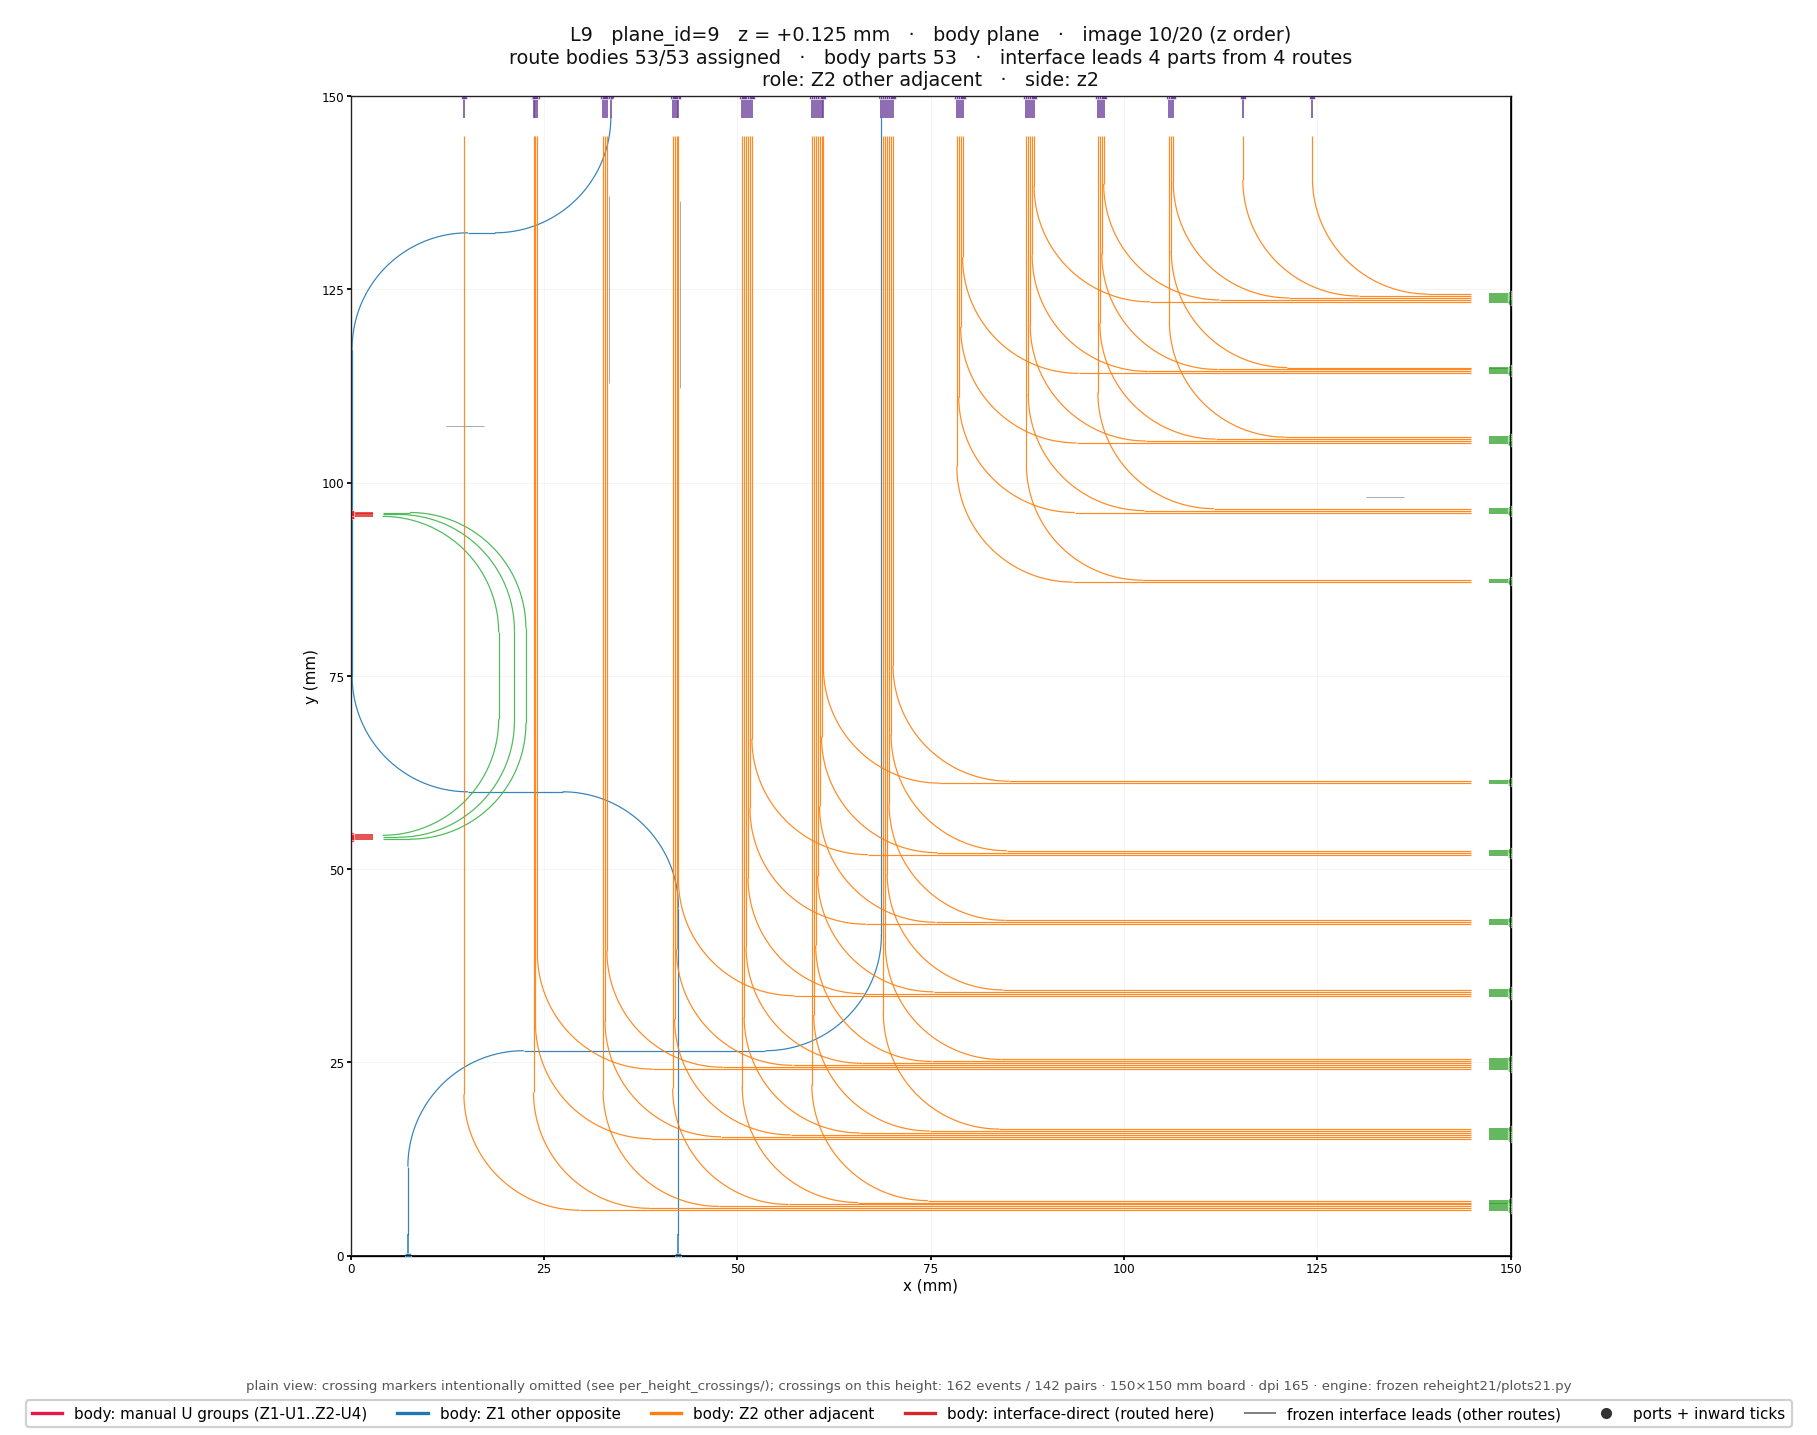 L9   plane_id=9   z = +0.125 mm   ·   body plane   ·   image 10/20 (z order)
route bodies 53/53 assigned   ·   body parts 53   ·   interface leads 4 parts from 4 routes
role: Z2 other adjacent   ·   side: z2
150
125
100
75
50
25
0
y (mm)
0 25 50 75 100 125 150
x (mm)
plain view: crossing markers intentionally omitted (see per_height_crossings/); crossings on this height: 162 events / 142 pairs · 150×150 mm board · dpi 165 · engine: frozen reheight21/plots21.py
body: manual U groups (Z1-U1..Z2-U4) body: Z1 other opposite body: Z2 other adjacent body: interface-direct (routed here) frozen interface leads (other routes) ports + inward ticks